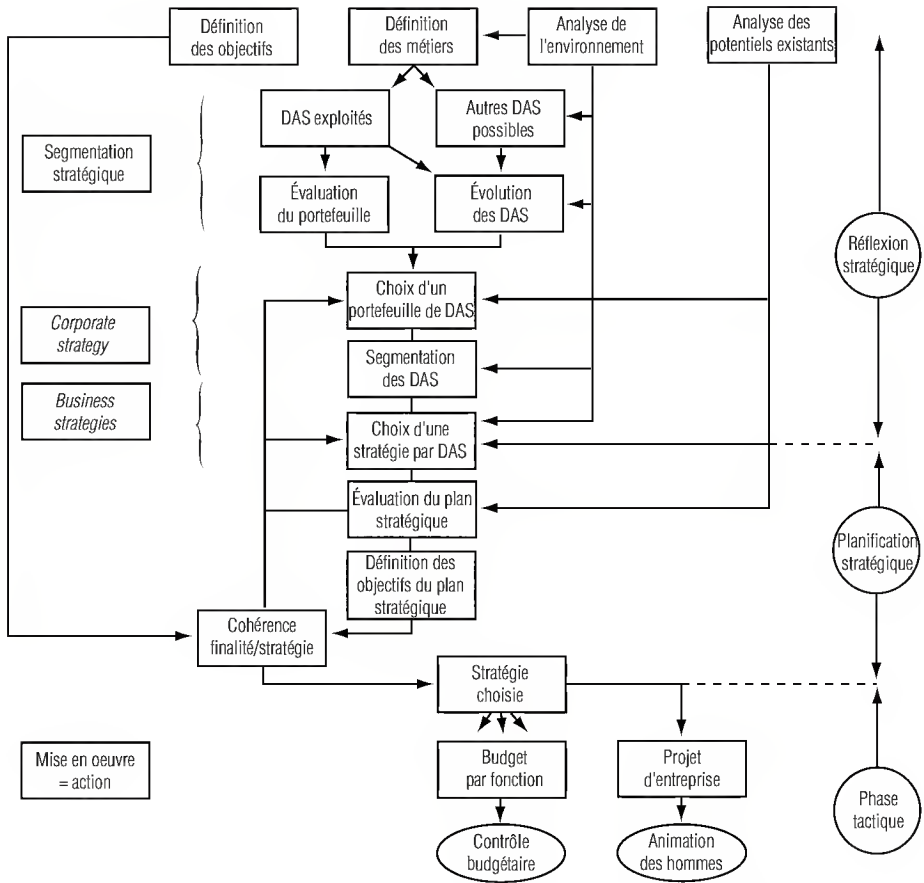 Définition
des objectifs
Définition
des métiers
Analyse de
l'environnement
Analyse des
potentiels existants
DAS exploités
Autres DAS
possibles
Segmentation
stratégique
Évaluation
du portefeuille
Évolution
des DAS
Réflexion
stratégique
Choix d'un
portefeuille de DAS
Corporate
strategy
Segmentation
des DAS
Business
strategies
Choix d'une
stratégie par DAS
Évaluation du plan
stratégique
Planification
stratégique
Définition des
objectifs du plan
stratégique
Cohérence
finalité/stratégie
Stratégie
choisie
Mise en oeuvre
= action
Budget
par fonction
Projet
d'entreprise
Phase
tactique
Contrôle
budgétaire
Animation
des hommes